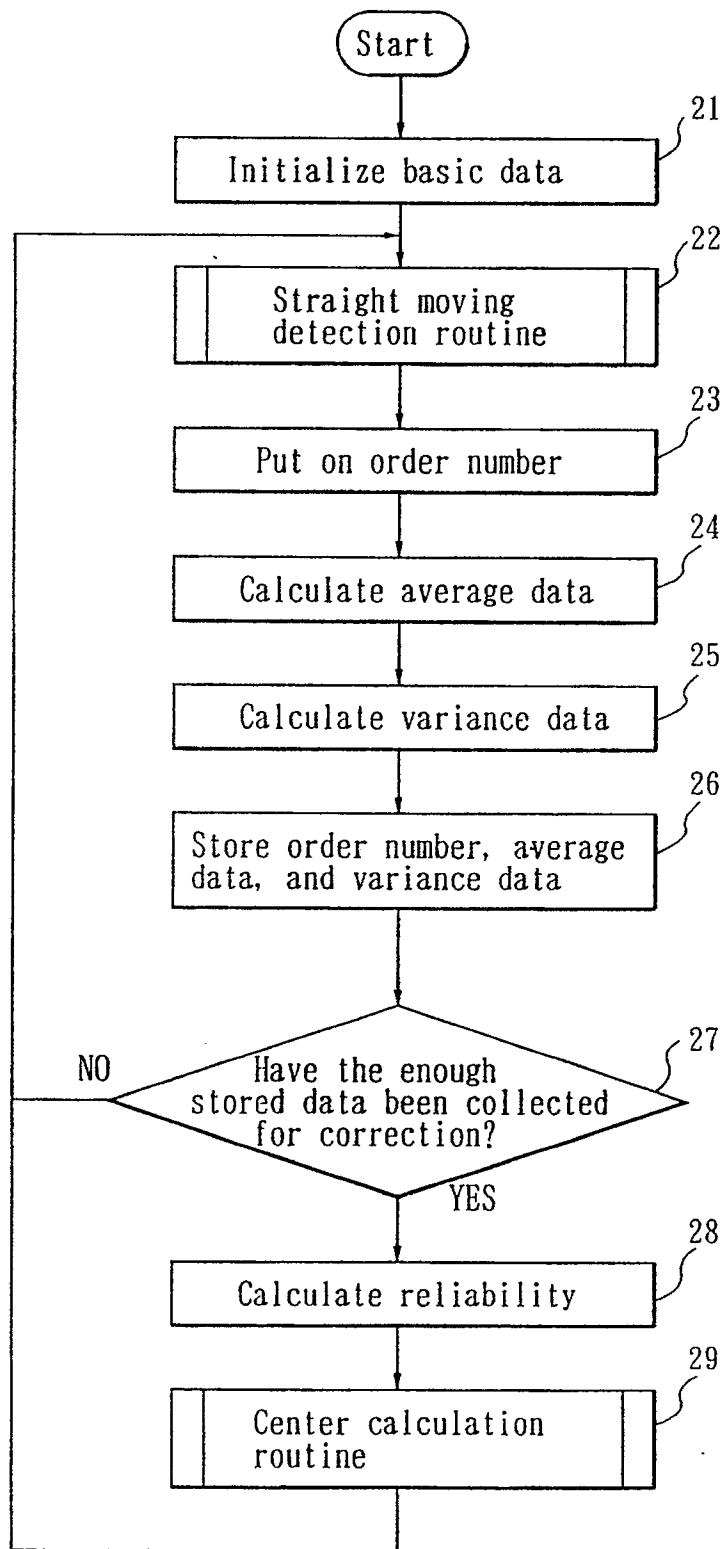 Start
21
Initialize basic data
22
Straight moving
detection routine
23
Put on order number
24
Calculate average data
25
Calculate variance data
26
Store order number, average
data, and variance data
27
NO
Have the enough
stored data been collected
for correction?
YES
28
Calculate reliability
29
Center calculation
routine